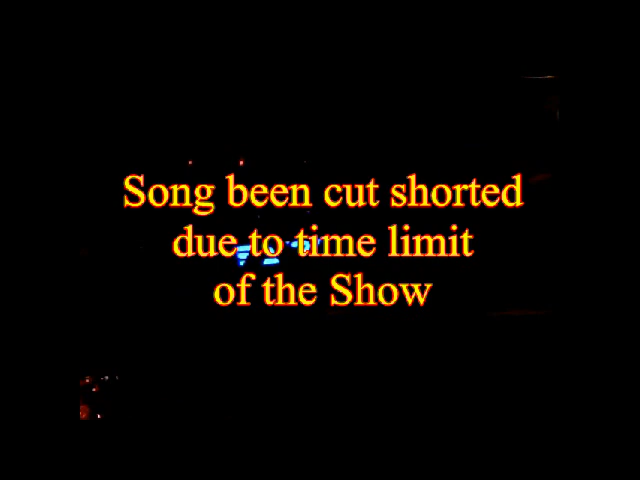 Song been cut shorted
due to time limit
of the Show